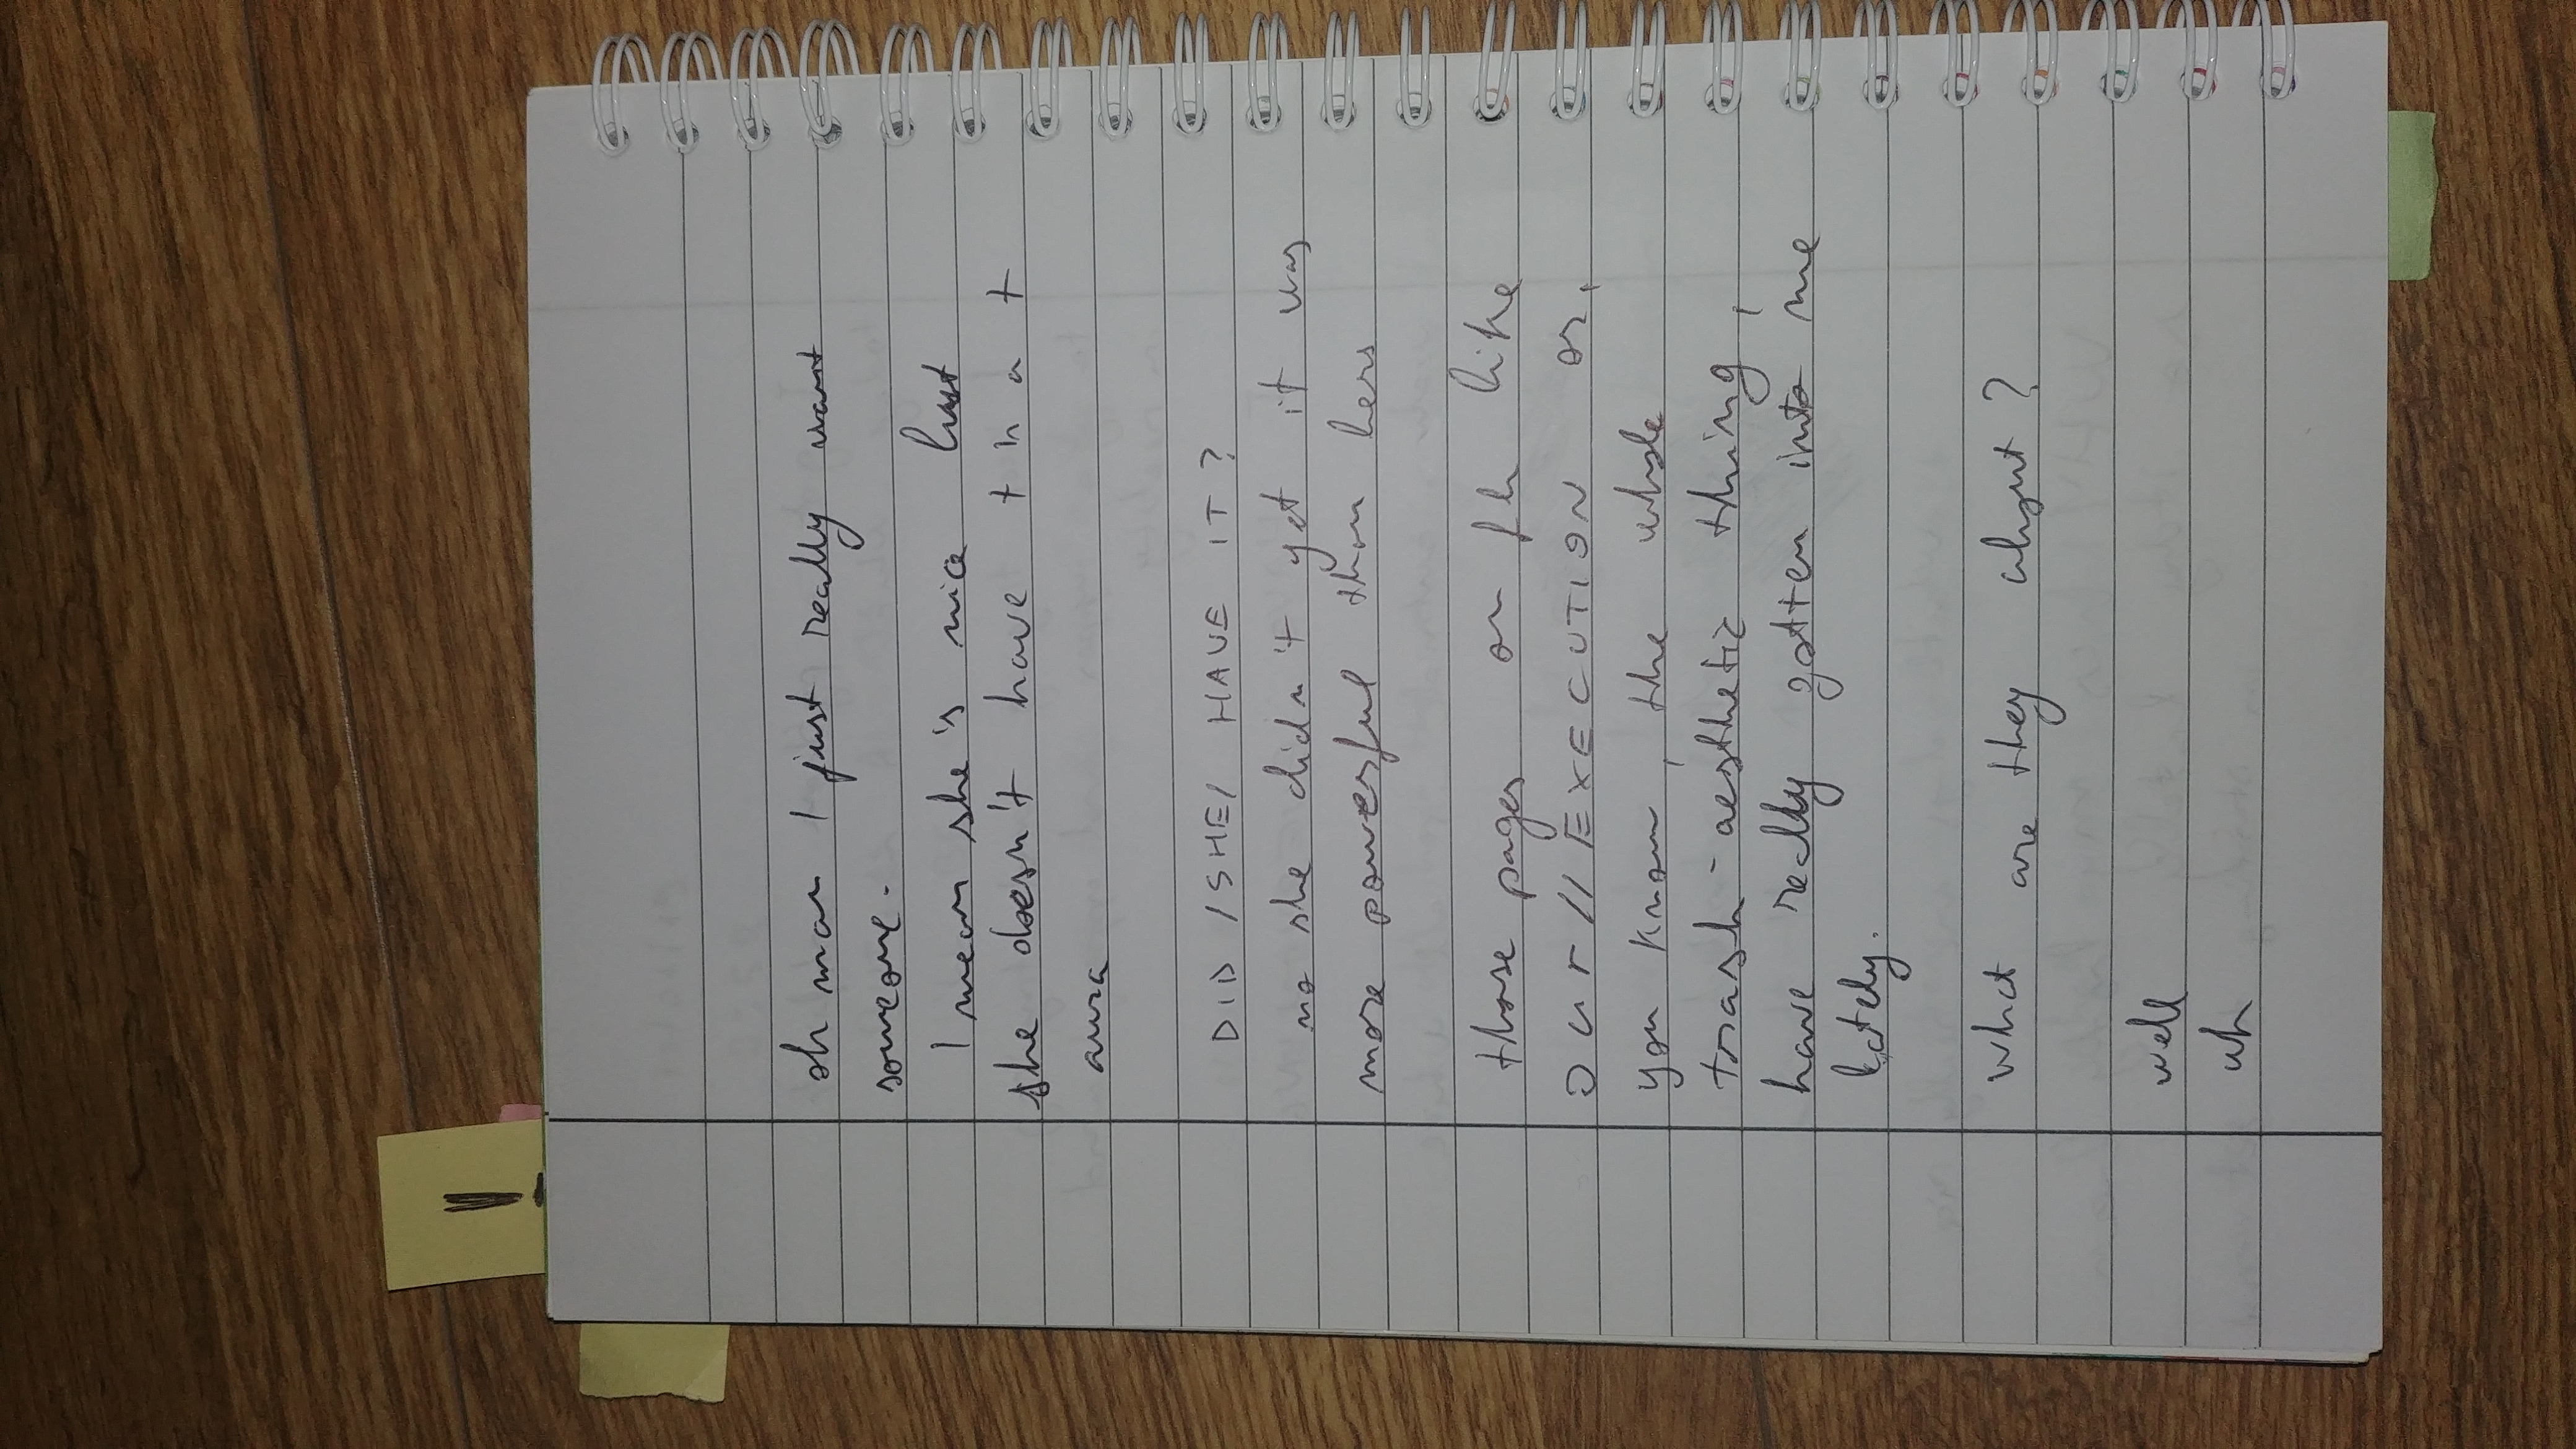 !
oh man I just really want
someone.
I mean she's nice but
she doesn't have t h a t
aura
DID /SHE/ HAVE IT?
no she didn't yet it was
more powerful than hers
those pages on fb like
our // EXECUTION or,
you know, the whole
trash-aesthetic thing,
have really gotten into me
lately.
What are they about?
well
uh